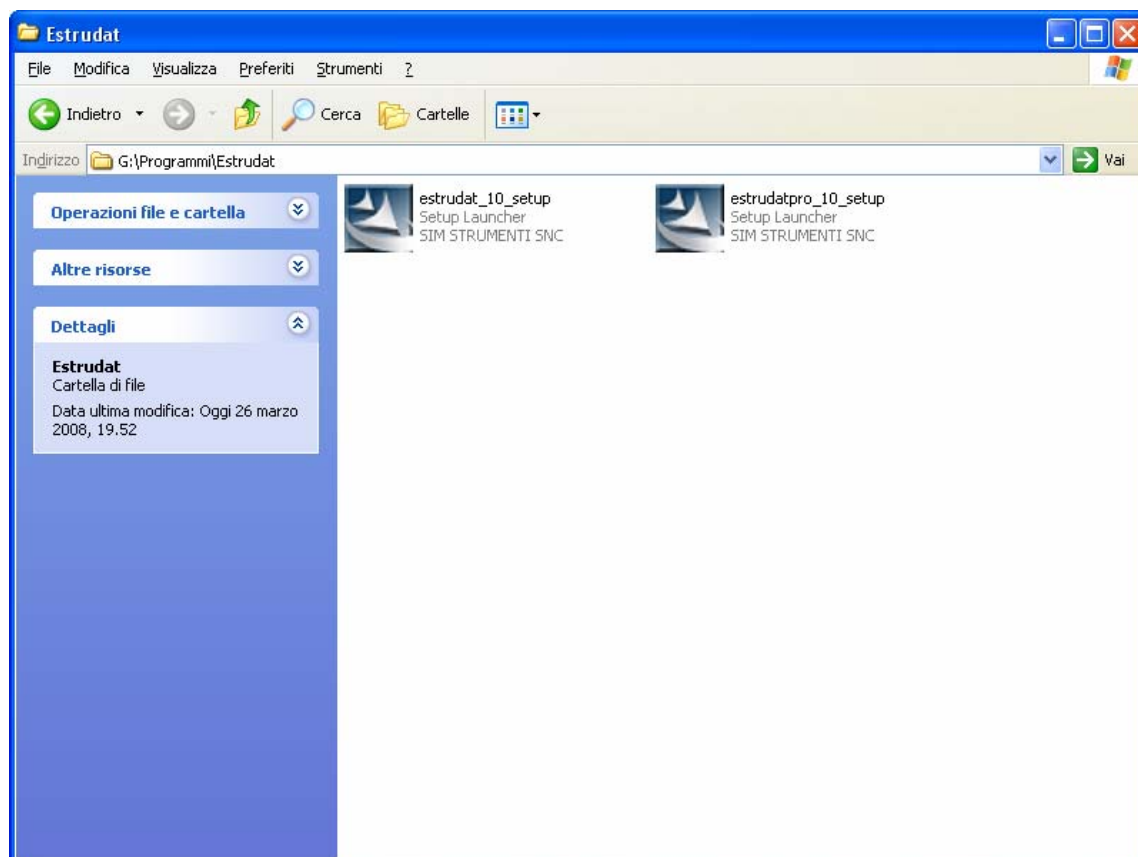 Estrudat
File Modifica Visualizza Preferiti Strumenti ?
Indietro Cerca Cartelle
Indirizzo G:\Programmi\Estrudat Vai
Operazioni file e cartella
Altre risorse
Dettagli
Estrudat
Cartella di file
Data ultima modifica: Oggi 26 marzo
2008, 19.52
estrudat_10_setup
Setup Launcher
SIM STRUMENTI SNC
estrudatpro_10_setup
Setup Launcher
SIM STRUMENTI SNC